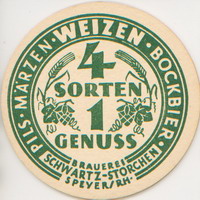 PILS · MÄRZEN · WEIZEN · BOCKBIER ·
4
SORTEN
1
GENUSS
BRAUEREI
SCHWARTZ-STORCHEN
SPEYER/RH.